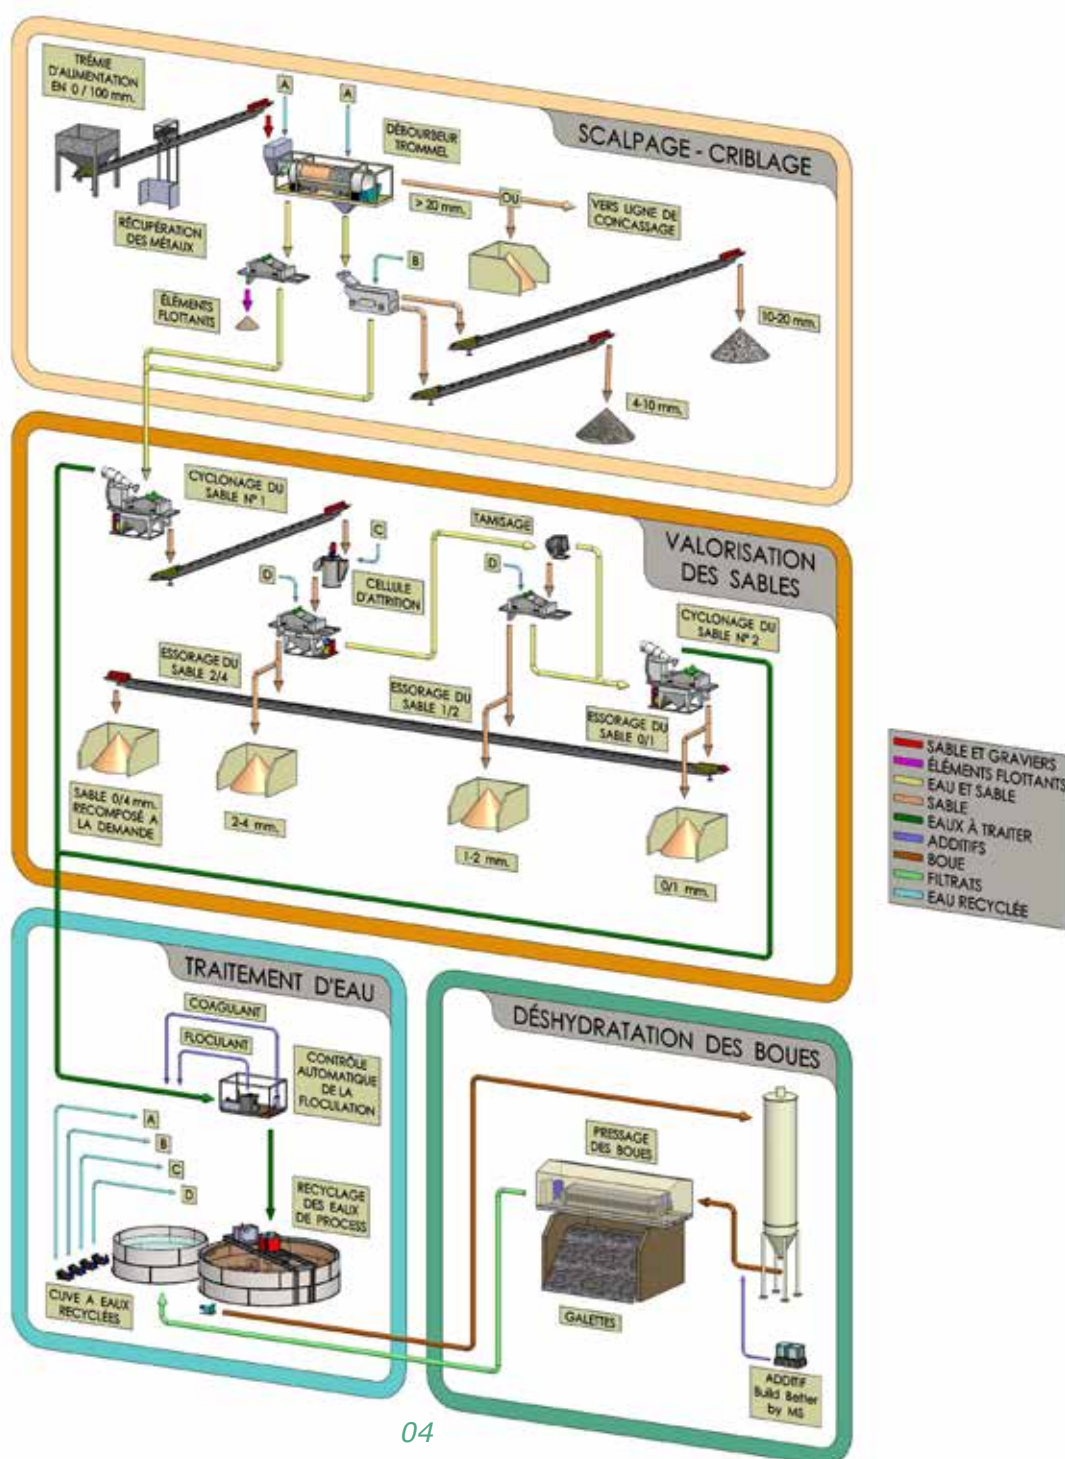 TRÉMIE
D'ALIMENTATION
EN 0 / 100 mm.
A
A
DÉBOURBEUR
TROMMEL
SCALPAGE - CRIBLAGE
> 20 mm.
OU
VERS LIGNE DE
CONCASSAGE
RÉCUPÉRATION
DES MÉTAUX
B
ÉLÉMENTS
FLOTTANTS
10-20 mm.
4-10 mm.
CYCLONAGE DU
SABLE N° 1
TAMISAGE
VALORISATION
DES SABLES
C
D
D
CELLULE
D'ATTRITION
CYCLONAGE DU
SABLE N° 2
ESSORAGE DU
SABLE 2/4
ESSORAGE DU
SABLE 1/2
ESSORAGE DU
SABLE 0/1
SABLE 0/4 mm.
RECOMPOSÉ A
LA DEMANDE
2-4 mm.
1-2 mm.
0/1 mm.
SABLE ET GRAVIERS
ÉLÉMENTS FLOTTANTS
EAU ET SABLE
SABLE
EAUX À TRAITER
ADDITIFS
BOUE
FILTRATS
EAU RECYCLÉE
TRAITEMENT D'EAU
COAGULANT
FLOCULANT
CONTRÔLE
AUTOMATIQUE
DE LA
FLOCULATION
A
B
C
D
RECYCLAGE
DES EAUX
DE PROCESS
CUVE A EAUX
RECYCLÉES
DÉSHYDRATATION DES BOUES
PRESSAGE
DES BOUES
GALETTES
ADDITIF
Build Better
by MS
04